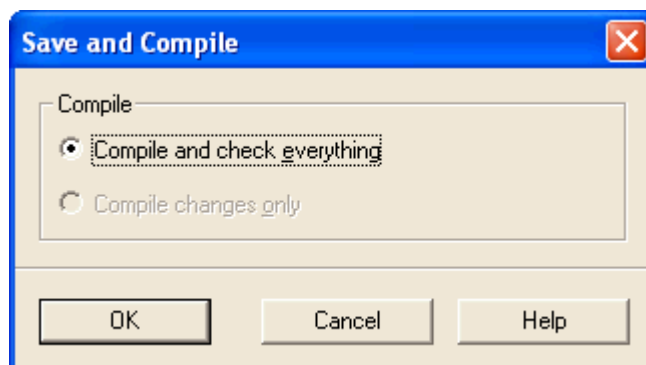 Save and Compile
Compile
Compile and check everything
Compile changes only
OK Cancel Help